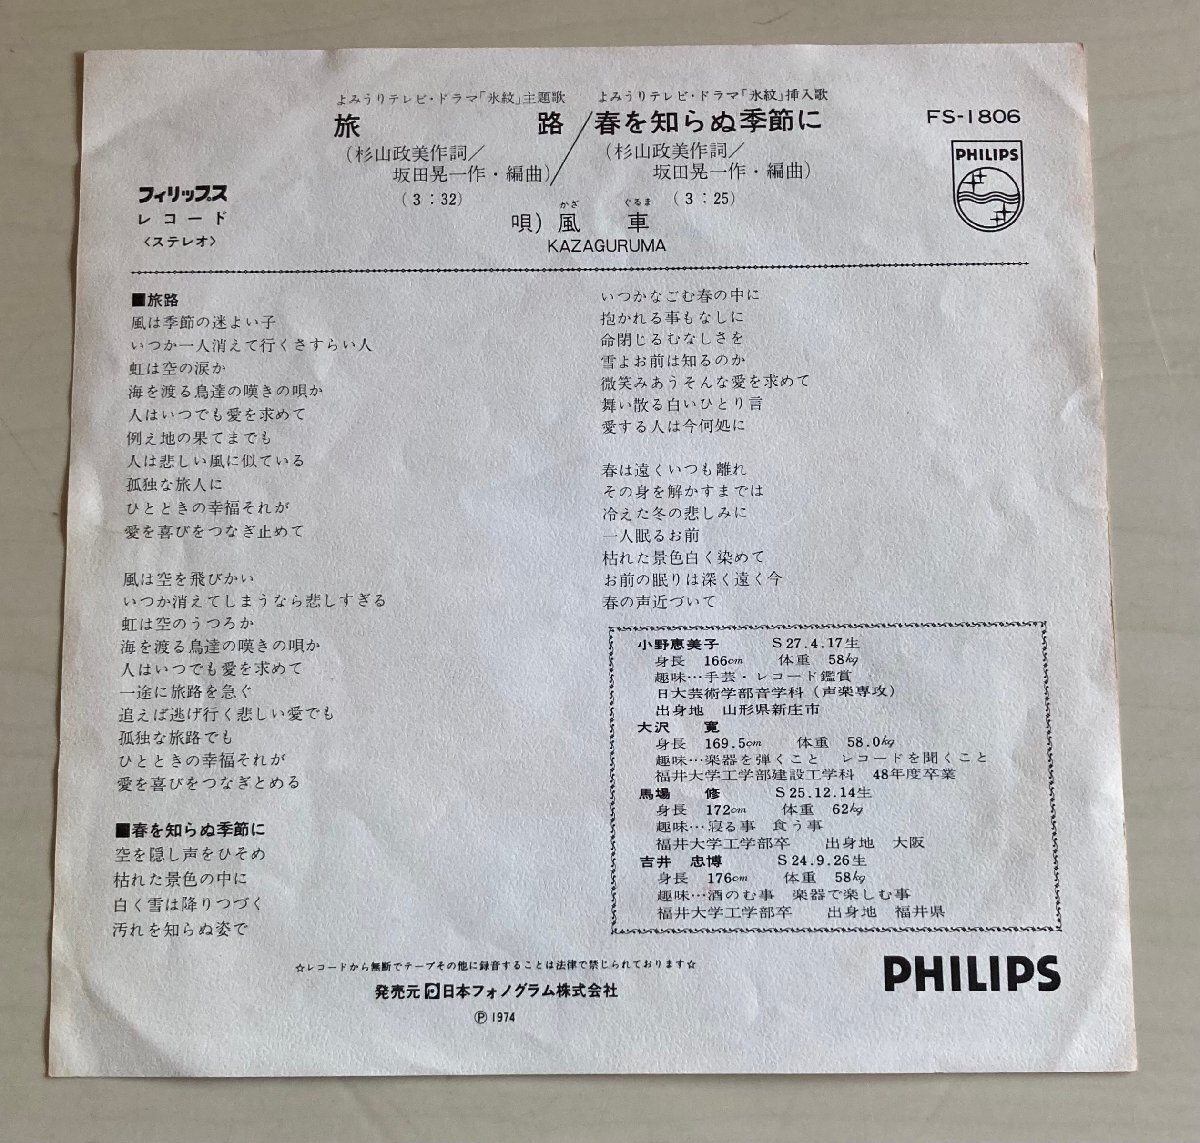 よみうりテレビ・ドラマ「氷紋」主題歌
旅路／
(杉山政美作詞／
坂田晃一作・編曲)
(3:32)
よみうりテレビ・ドラマ「氷紋」挿入歌
春を知らぬ季節に
(杉山政美作詞／
坂田晃一作・編曲)
(3:25)
FS-1806
PHILIPS
フィリップス
レコード
〈ステレオ〉
かざ ぐるま
唄) 風車
KAZAGURUMA
■旅路
風は季節の迷よい子
いつか一人消えて行くさすらい人
虹は空の涙か
海を渡る鳥達の嘆きの唄か
人はいつでも愛を求めて
例え地の果てまでも
人は悲しい風に似ている
孤独な旅人に
ひとときの幸福それが
愛を喜びをつなぎ止めて
風は空を飛びかい
いつか消えてしまうなら悲しすぎる
虹は空のうつろか
海を渡る鳥達の嘆きの唄か
人はいつでも愛を求めて
一途に旅路を急ぐ
追えば逃げ行く悲しい愛でも
孤独な旅路でも
ひとときの幸福それが
愛を喜びをつなぎとめる
■春を知らぬ季節に
空を隠し声をひそめ
枯れた景色の中に
白く雪は降りつづく
汚れを知らぬ姿で
いつかなごむ春の中に
抱かれる事もなしに
命閉じるむなしさを
雪よお前は知るのか
微笑みあうそんな愛を求めて
舞い散る白いひとり言
愛する人は今何処に
春は遠くいつも離れ
その身を解かすまでは
冷えた冬の悲しみに
一人眠るお前
枯れた景色白く染めて
お前の眠りは深く遠く今
春の声近づいて
小野恵美子 S27.4.17生
身長 166cm 体重 58kg
趣味…手芸・レコード鑑賞
日大芸術学部音学科(声楽専攻)
出身地 山形県新庄市
大沢 寛
身長 169.5cm 体重 58.0kg
趣味…楽器を弾くこと レコードを聞くこと
福井大学工学部建設工学科 48年度卒業
馬場 修 S25.12.14生
身長 172cm 体重 62kg
趣味…寝る事 食う事
福井大学工学部卒 出身地 大阪
吉井 忠博 S24.9.26生
身長 176cm 体重 58kg
趣味…酒のむ事 楽器で楽しむ事
福井大学工学部卒 出身地 福井県
☆レコードから無断でテープその他に録音することは法律で禁じられております☆
発売元 日本フォノグラム株式会社
Ⓟ1974
PHILIPS